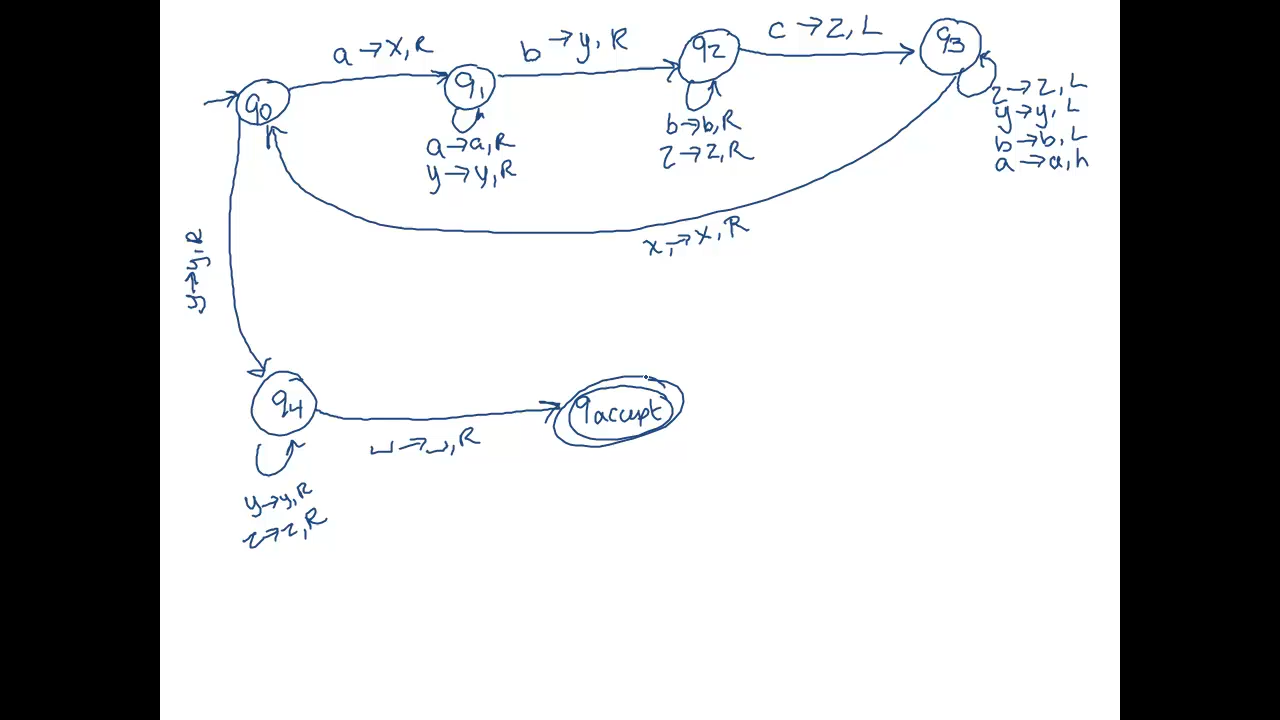 a→x,R
b→y,R
c→z,L
q0
q1
q2
q3
a→a,R
y→y,R
b→b,R
z→z,R
z→z,L
y→y,L
b→b,L
a→a,h
x,→x,R
y→y,R
q4
qaccept
⊔→⊔,R
y→y,R
z→z,R